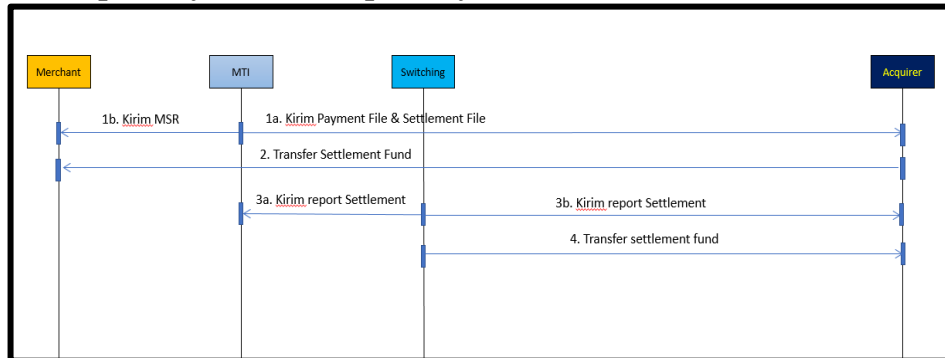 Merchant
MTI
Switching
Acquirer
1b. Kirim MSR
1a. Kirim Payment File & Settlement File
2. Transfer Settlement Fund
3a. Kirim report Settlement
3b. Kirim report Settlement
4. Transfer settlement fund